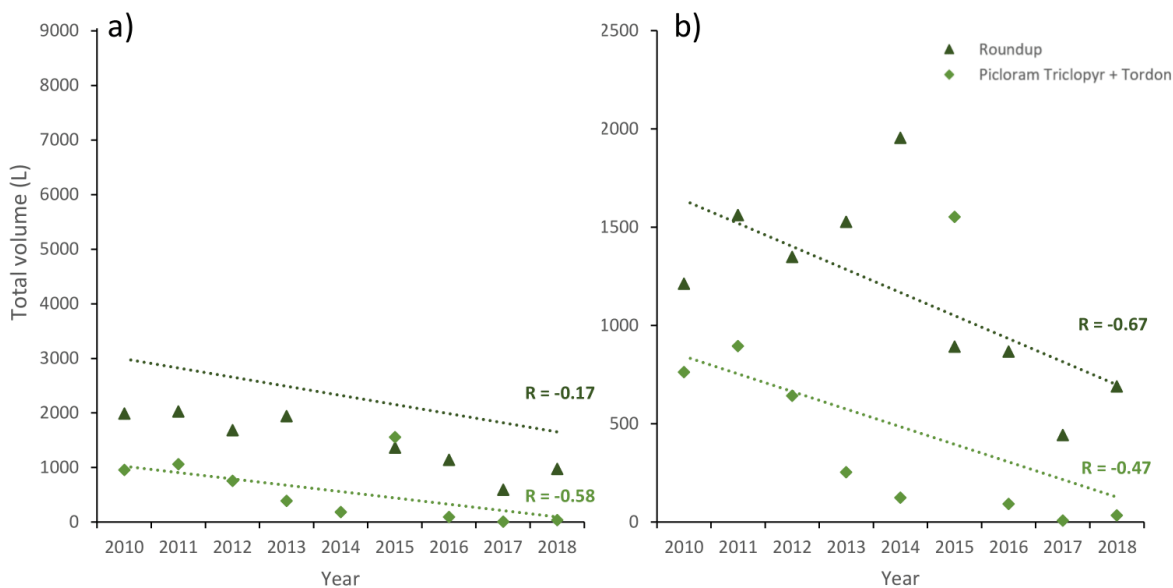 a)
9000
8000
7000
6000
5000
4000
3000
2000
1000
0
Total volume (L)
R = -0.17
R = -0.58
2010 2011 2012 2013 2014 2015 2016 2017 2018
Year
b)
2500
2000
1500
1000
500
0
Roundup
Picloram Triclopyr + Tordon
R = -0.67
R = -0.47
2010 2011 2012 2013 2014 2015 2016 2017 2018
Year